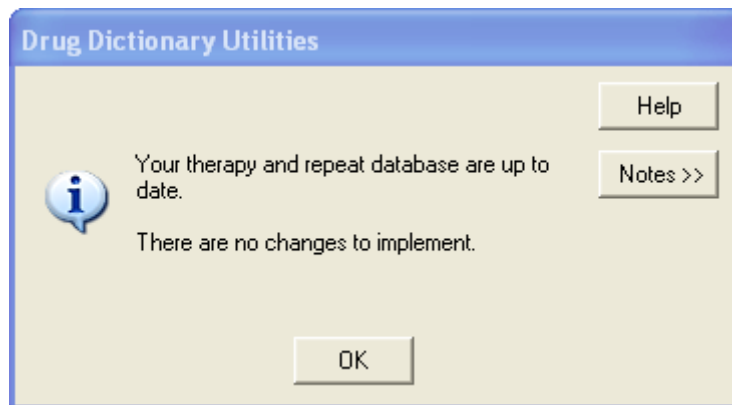 Drug Dictionary Utilities
Help
Your therapy and repeat database are up to
date.
Notes >>
There are no changes to implement.
OK